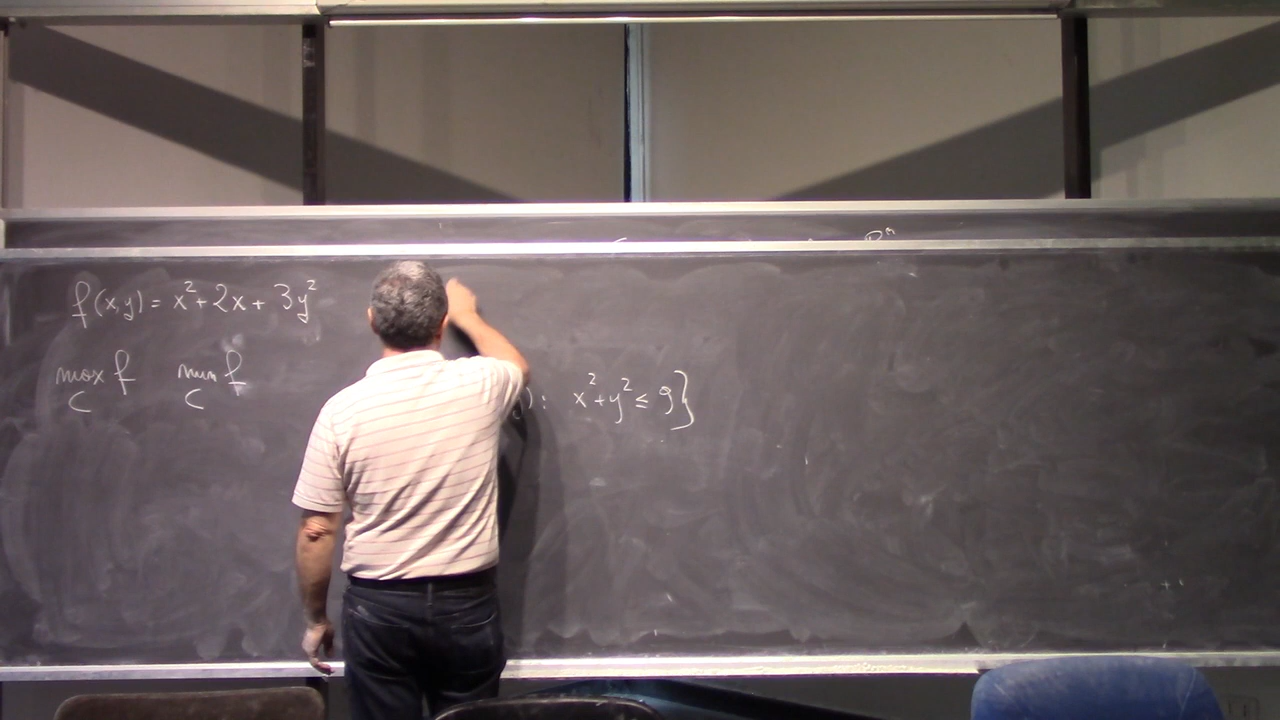 f(x,y) = x² + 2x + 3y²
max f min f ): x² + y² ≤ 9}
C C